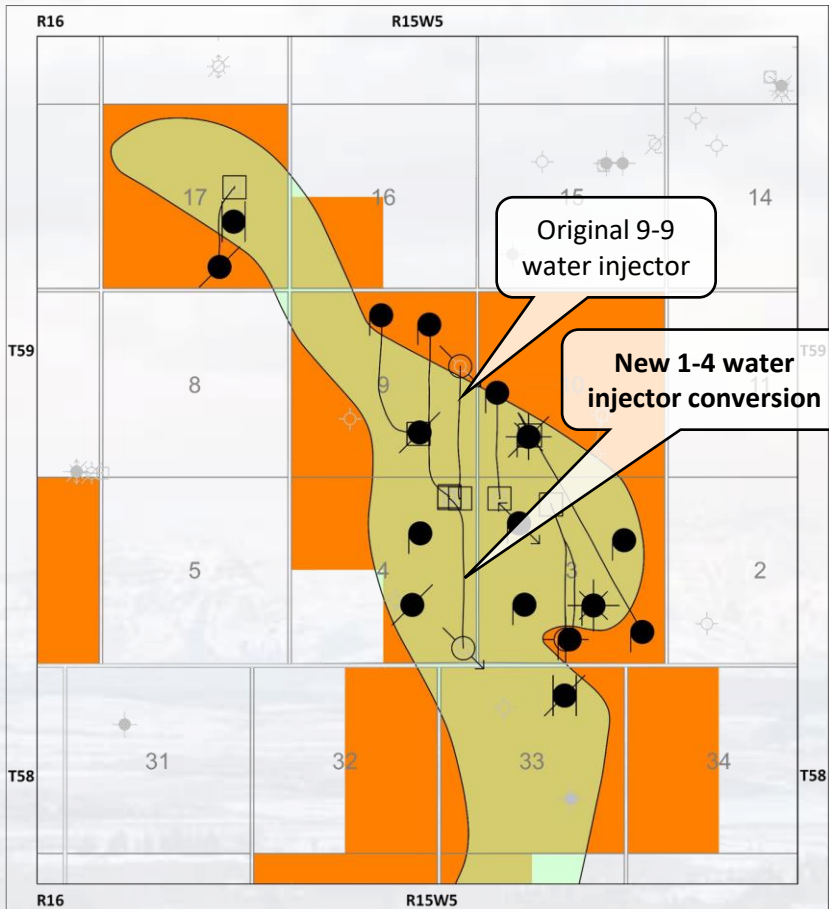 R16
R15W5
17
16
15
14
Original 9-9
water injector
T59
T59
8
9
10
11
New 1-4 water
injector conversion
5
4
3
2
31
32
33
34
T58
T58
R16
R15W5